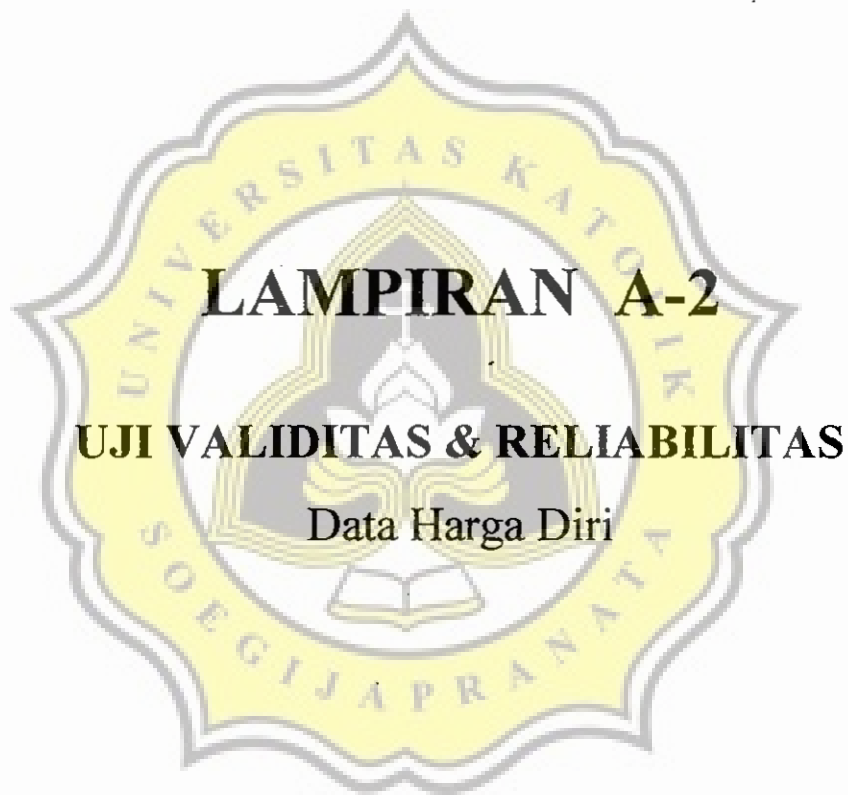 UNIVERSITAS KATOLIK
LAMPIRAN A-2
UJI VALIDITAS & RELIABILITAS
Data Harga Diri
SOEGIJAPRANATA